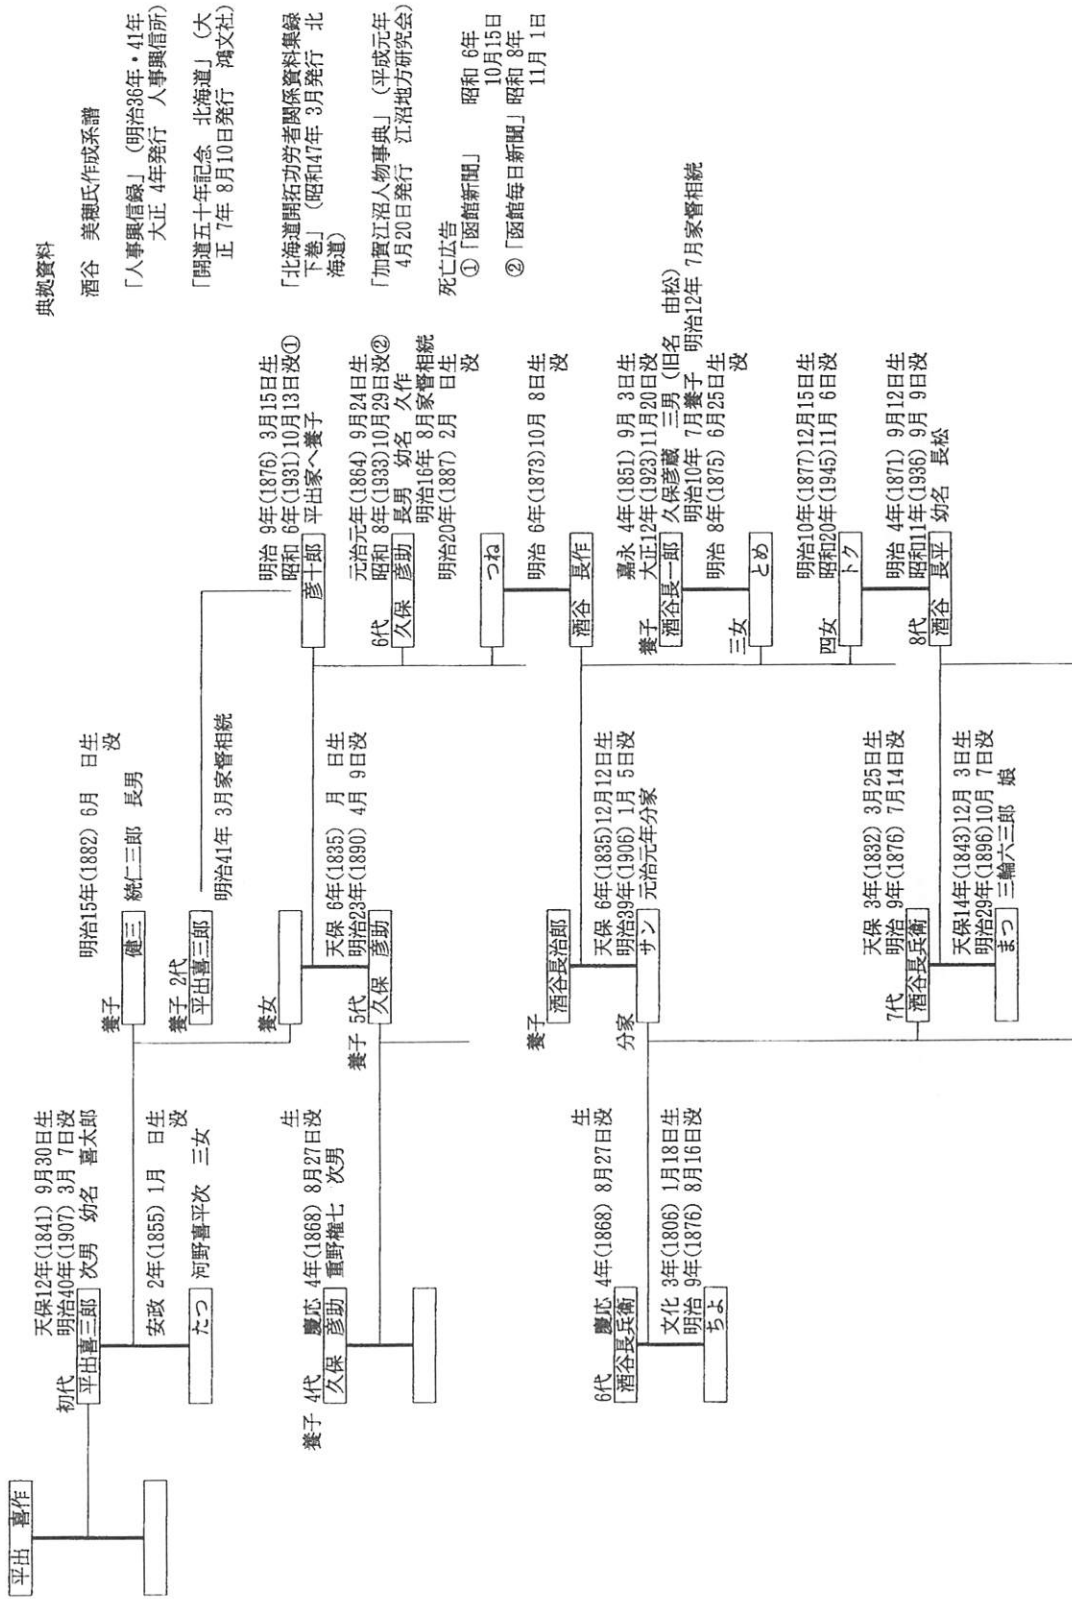 平出　喜作
初代
天保12年(1841) 9月30日生
明治40年(1907) 3月 7日没
平出喜三郎　次男　幼名　喜太郎
安政 2年(1855) 1月　日生
没
たつ　河野喜平次　三女
養子
明治15年(1882) 6月　日生
没
健三　続仁三郎　長男
養子 2代
平出喜三郎　明治41年 3月家督相続
養女
明治 9年(1876) 3月15日生
昭和 6年(1931)10月13日没①
彦十郎　平出家へ養子
養子 4代
慶応 4年(1868) 8月27日没
生
久保　彦助　重野権七　次男
養子 5代
天保 6年(1835)　月　日生
明治23年(1890) 4月 9日没
久保　彦助
6代
元治元年(1864) 9月24日生
昭和 8年(1933)10月29日没②
久保　彦助　長男　幼名　久作
明治16年 8月家督相続
明治20年(1887) 2月　日生
没
つね
明治 6年(1873)10月 8日生
没
酒谷　長作
6代
慶応 4年(1868) 8月27日没
生
酒谷長兵衛
文化 3年(1806) 1月18日生
明治 9年(1876) 8月16日没
ちよ
養子
酒谷長治郎
分家
天保 6年(1835)12月12日生
明治39年(1906) 1月 5日没
サン　元治元年分家
養子
嘉永 4年(1851) 9月 3日生
大正12年(1923)11月20日没
酒谷長一郎　久保彦蔵　三男（旧名　由松）
明治10年 7月養子　明治12年 7月家督相続
三女
明治 8年(1875) 6月25日生
没
とめ
四女
明治10年(1877)12月15日生
昭和20年(1945)11月 6日没
トク
7代
天保 3年(1832) 3月25日生
明治 9年(1876) 7月14日没
酒谷長兵衛
天保14年(1843)12月 3日生
明治29年(1896)10月 7日没
まつ　三輪六三郎　娘
8代
明治 4年(1871) 9月12日生
昭和11年(1936) 9月 9日没
酒谷　長平　幼名　長松
典拠資料
酒谷　美穂氏作成系譜
「人事興信録」（明治36年・41年
大正 4年発行　人事興信所）
「開道五十年記念　北海道」（大
正 7年 8月10日発行　鴻文社）
「北海道開拓功労者関係資料集録
下巻」（昭和47年 3月発行　北
海道）
「加賀江沼人物事典」（平成元年
4月20日発行　江沼地方研究会）
死亡広告
①「函館新聞」　昭和 6年
10月15日
②「函館毎日新聞」昭和 8年
11月 1日